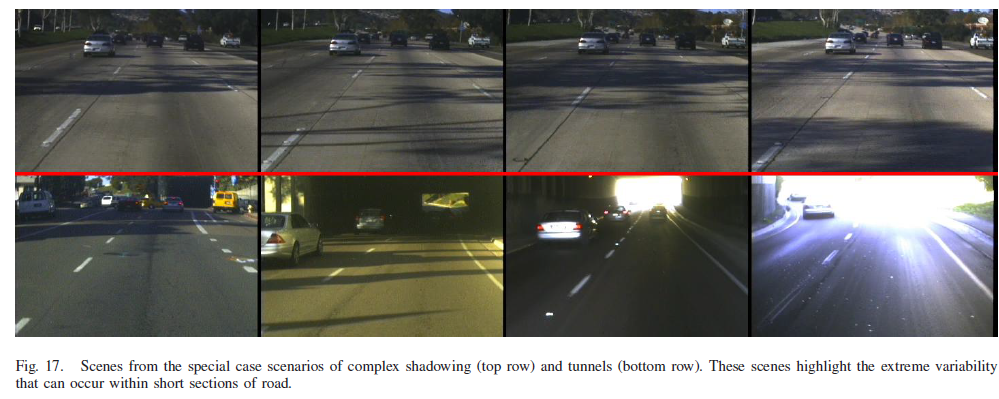 Fig. 17. Scenes from the special case scenarios of complex shadowing (top row) and tunnels (bottom row). These scenes highlight the extreme variability
that can occur within short sections of road.